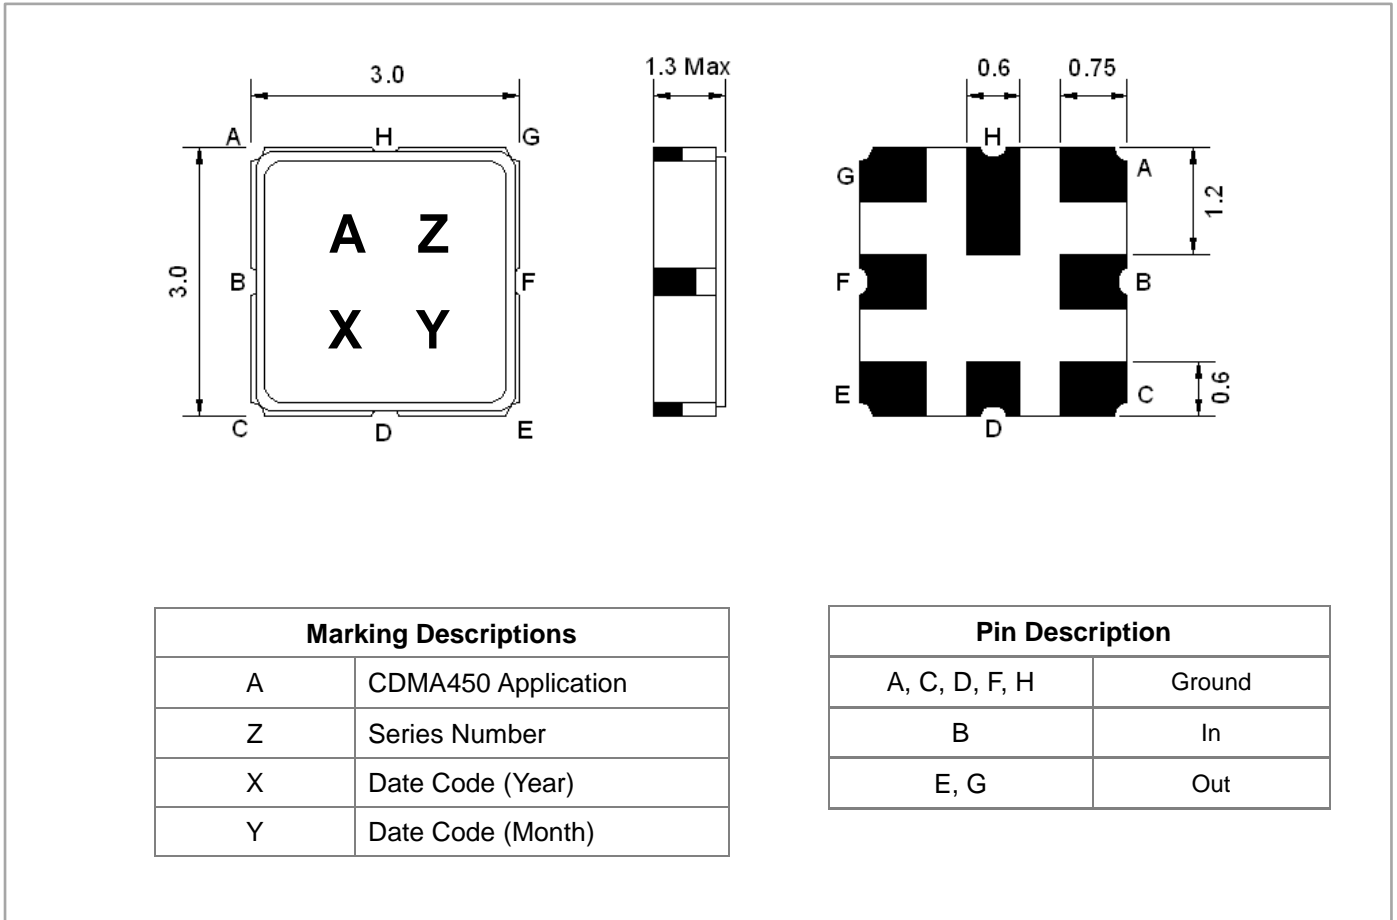 3.0
1.3 Max
0.6 0.75
A H G
H
G A
A Z
1.2
3.0
B F
F B
X Y
E C
0.6
C D E
D
Marking Descriptions
A CDMA450 Application
Z Series Number
X Date Code (Year)
Y Date Code (Month)
Pin Description
A, C, D, F, H Ground
B In
E, G Out